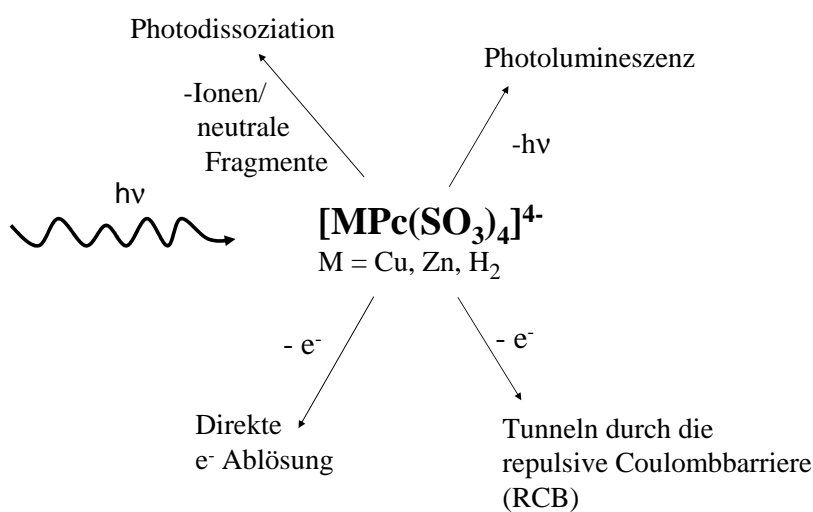 Photodissoziation
Photolumineszenz
-Ionen/
neutrale
Fragmente
-hν
hν
[MPc(SO₃)₄]⁴⁻
M = Cu, Zn, H₂
- e⁻
- e⁻
Direkte
e⁻ Ablösung
Tunneln durch die
repulsive Coulombbarriere
(RCB)